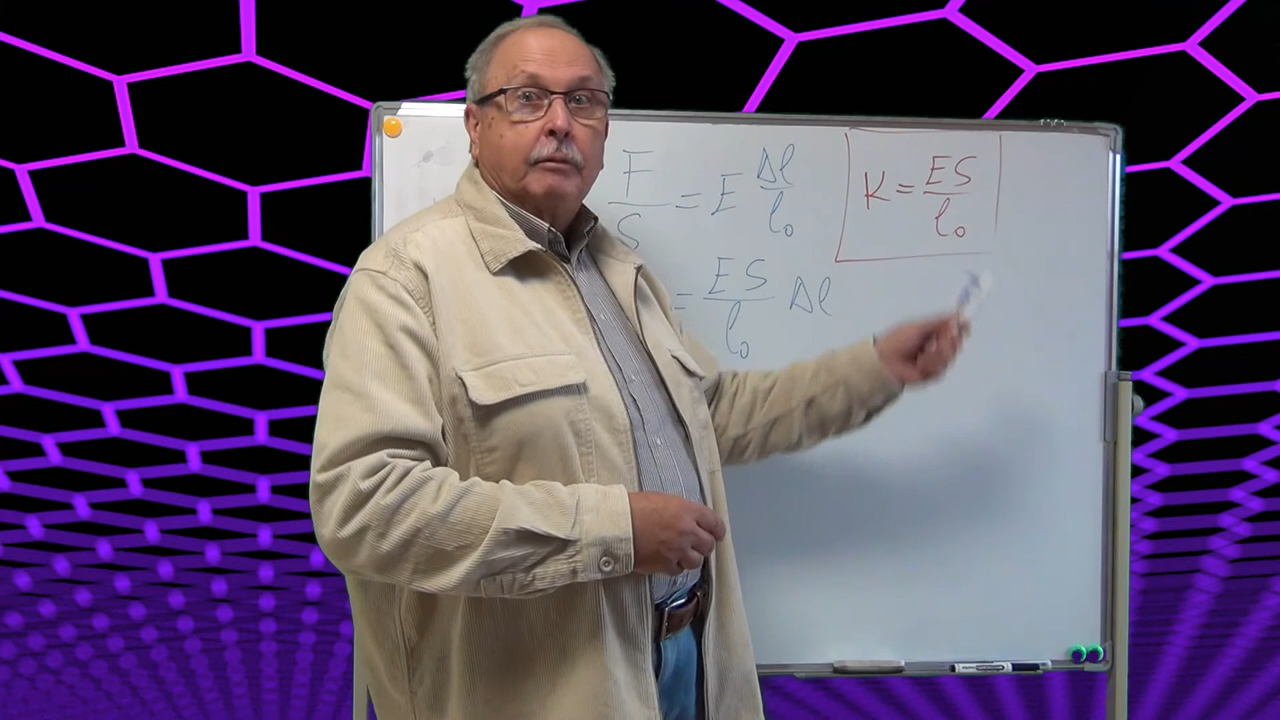 F/S = E Δl/l₀
K = ES/l₀
= ES/l₀ Δl